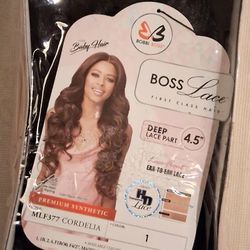 Baby Hair
BOBBI BOSS
BOSS Lace
FIRST CLASS HAIR
DEEP
LACE PART
4.5"
EAR-TO-EAR LACE
HD
Lace
PREMIUM SYNTHETIC
MLF377 CORDELIA
1